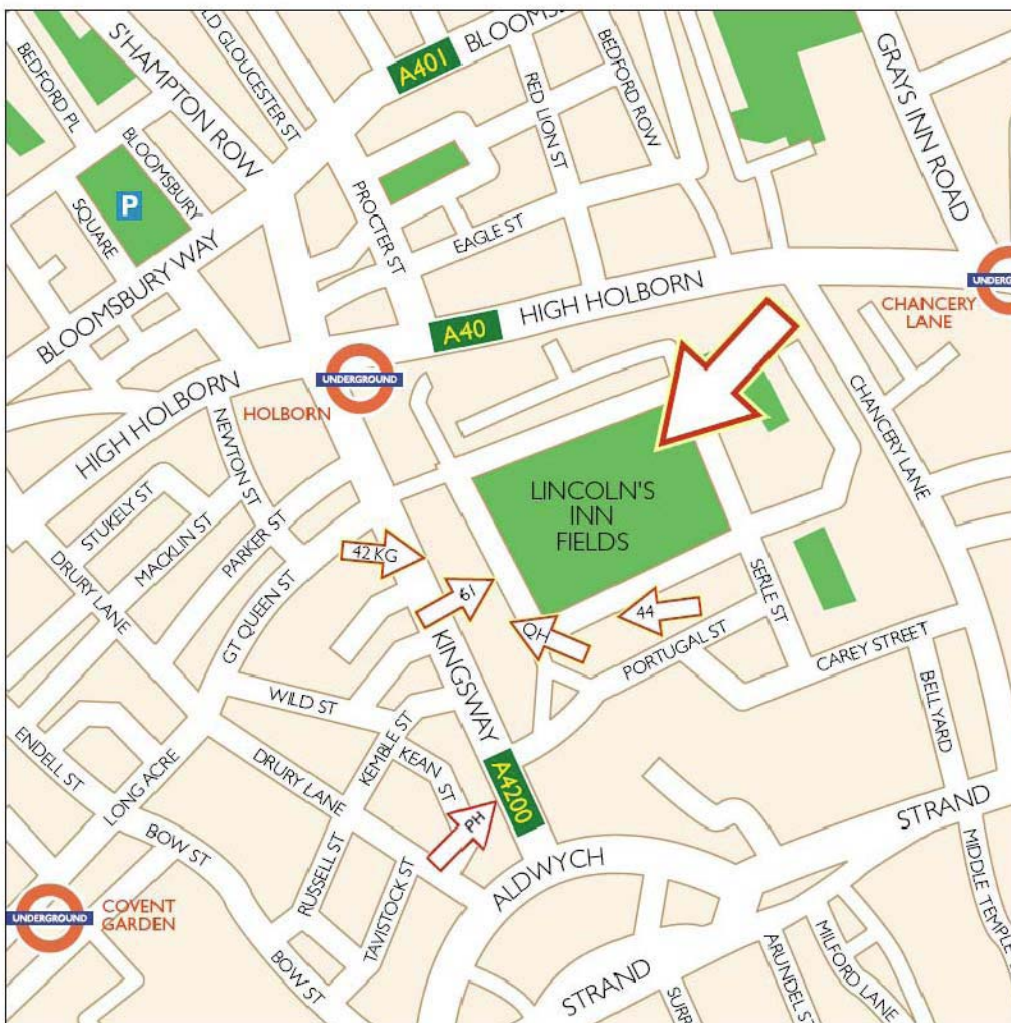 BEDFORD PL
S'HAMPTON ROW
LD GLOUCESTER ST
A401
BLOOMS
RED LION ST
BEDFORD ROW
GRAYS INN ROAD
BLOOMSBURY
SQUARE
P
BLOOMSBURY WAY
PROCTER ST
EAGLE ST
HIGH HOLBORN
A40
UNDERGROUND
HOLBORN
UNDERG
CHANCERY
LANE
HIGH HOLBORN
NEWTON ST
STUKELY ST
MACKLIN ST
PARKER ST
DRURY LANE
GT QUEEN ST
LINCOLN'S
INN
FIELDS
CHANCERY LANE
42 KG
61
QH
44
SERLE ST
PORTUGAL ST
CAREY STREET
BELL YARD
KINGSWAY
WILD ST
KEMBLE ST
KEAN ST
A4200
PH
ENDELL ST
LONG ACRE
DRURY LANE
BOW ST
RUSSELL ST
TAVISTOCK ST
ALDWYCH
STRAND
MIDDLE TEMPLE
UNDERGROUND
COVENT
GARDEN
BOW ST
STRAND
SURR
ARUNDEL ST
MILFORD LANE